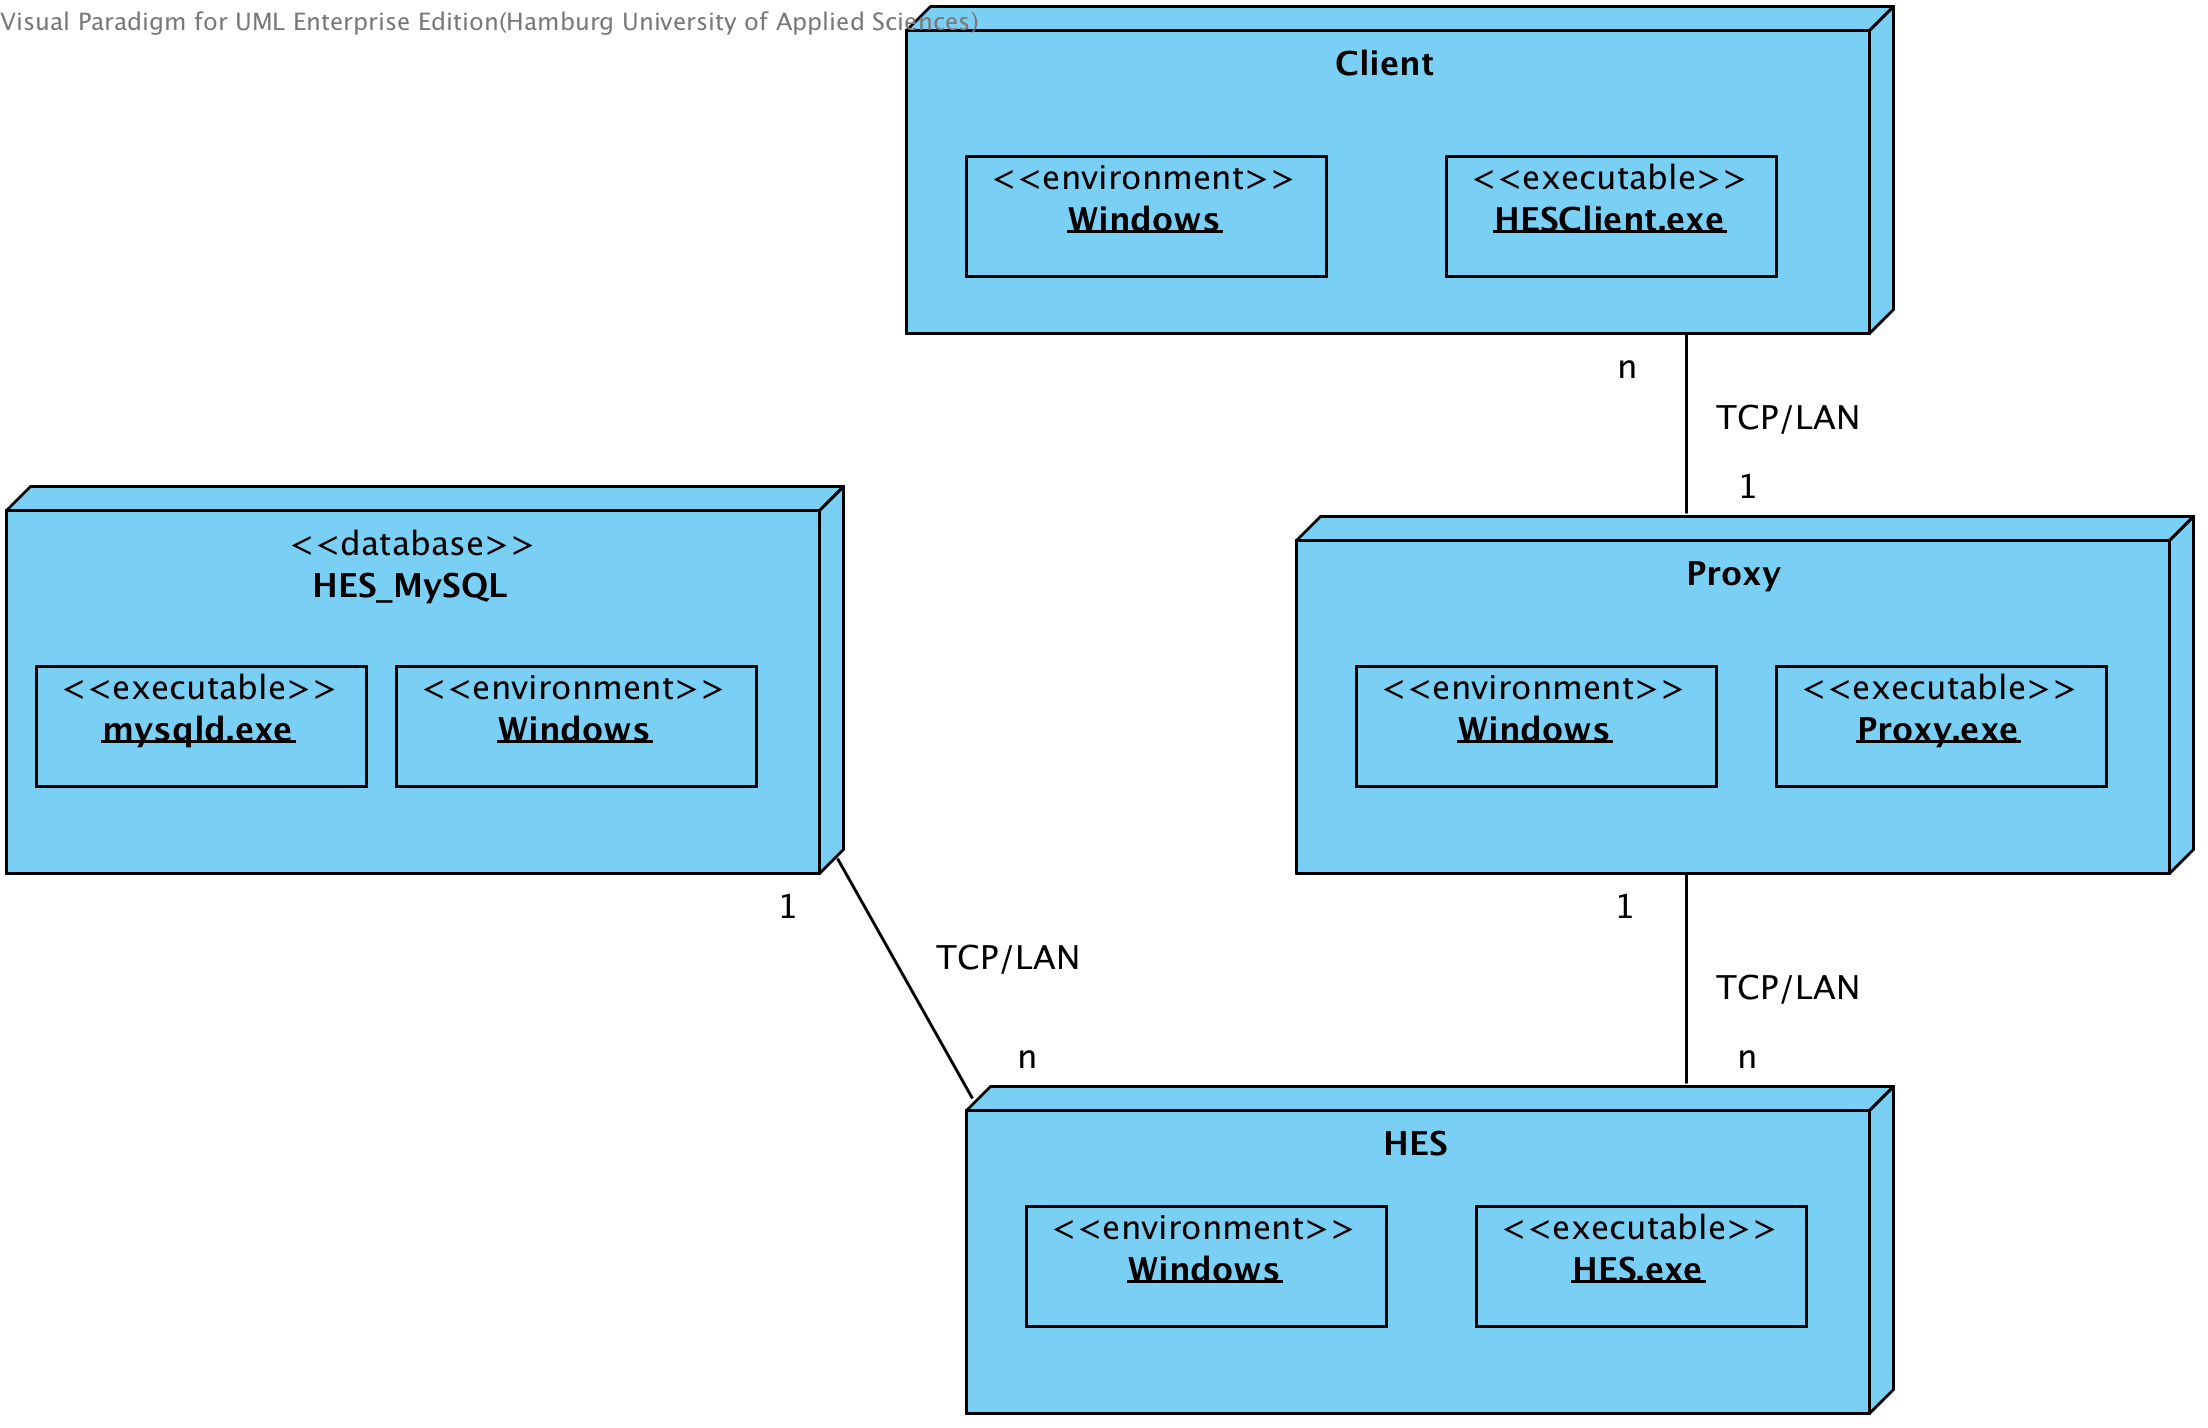 Visual Paradigm for UML Enterprise Edition(Hamburg University of Applied Sciences)
Client
<<environment>>
Windows
<<executable>>
HESClient.exe
n
TCP/LAN
1
<<database>>
HES_MySQL
<<executable>>
mysqld.exe
<<environment>>
Windows
Proxy
<<environment>>
Windows
<<executable>>
Proxy.exe
1
TCP/LAN
n
1
TCP/LAN
n
HES
<<environment>>
Windows
<<executable>>
HES.exe